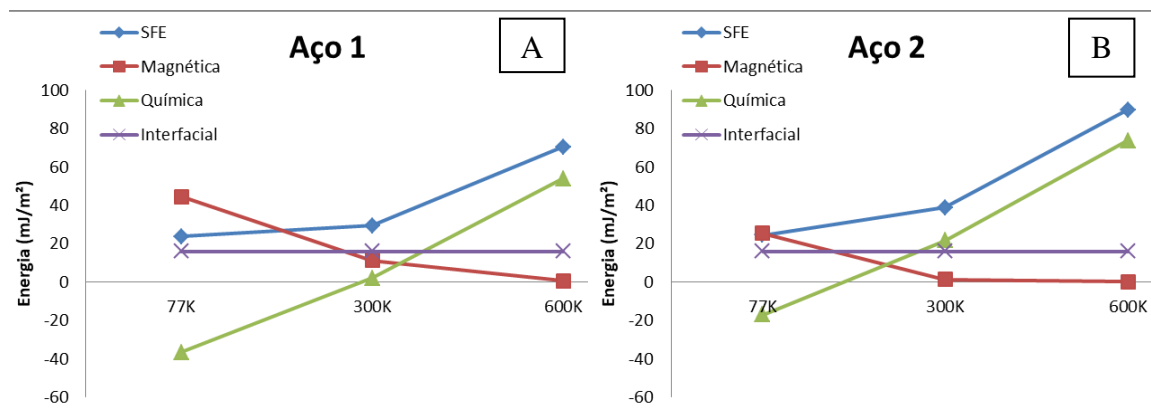 SFE
Aço 1
A
Magnética
Química
Interfacial
100
80
60
40
20
0
-20
-40
-60
Energia (mJ/m²)
77K
300K
600K
SFE
Aço 2
B
Magnética
Química
Interfacial
100
80
60
40
20
0
-20
-40
-60
Energia (mJ/m²)
77K
300K
600K